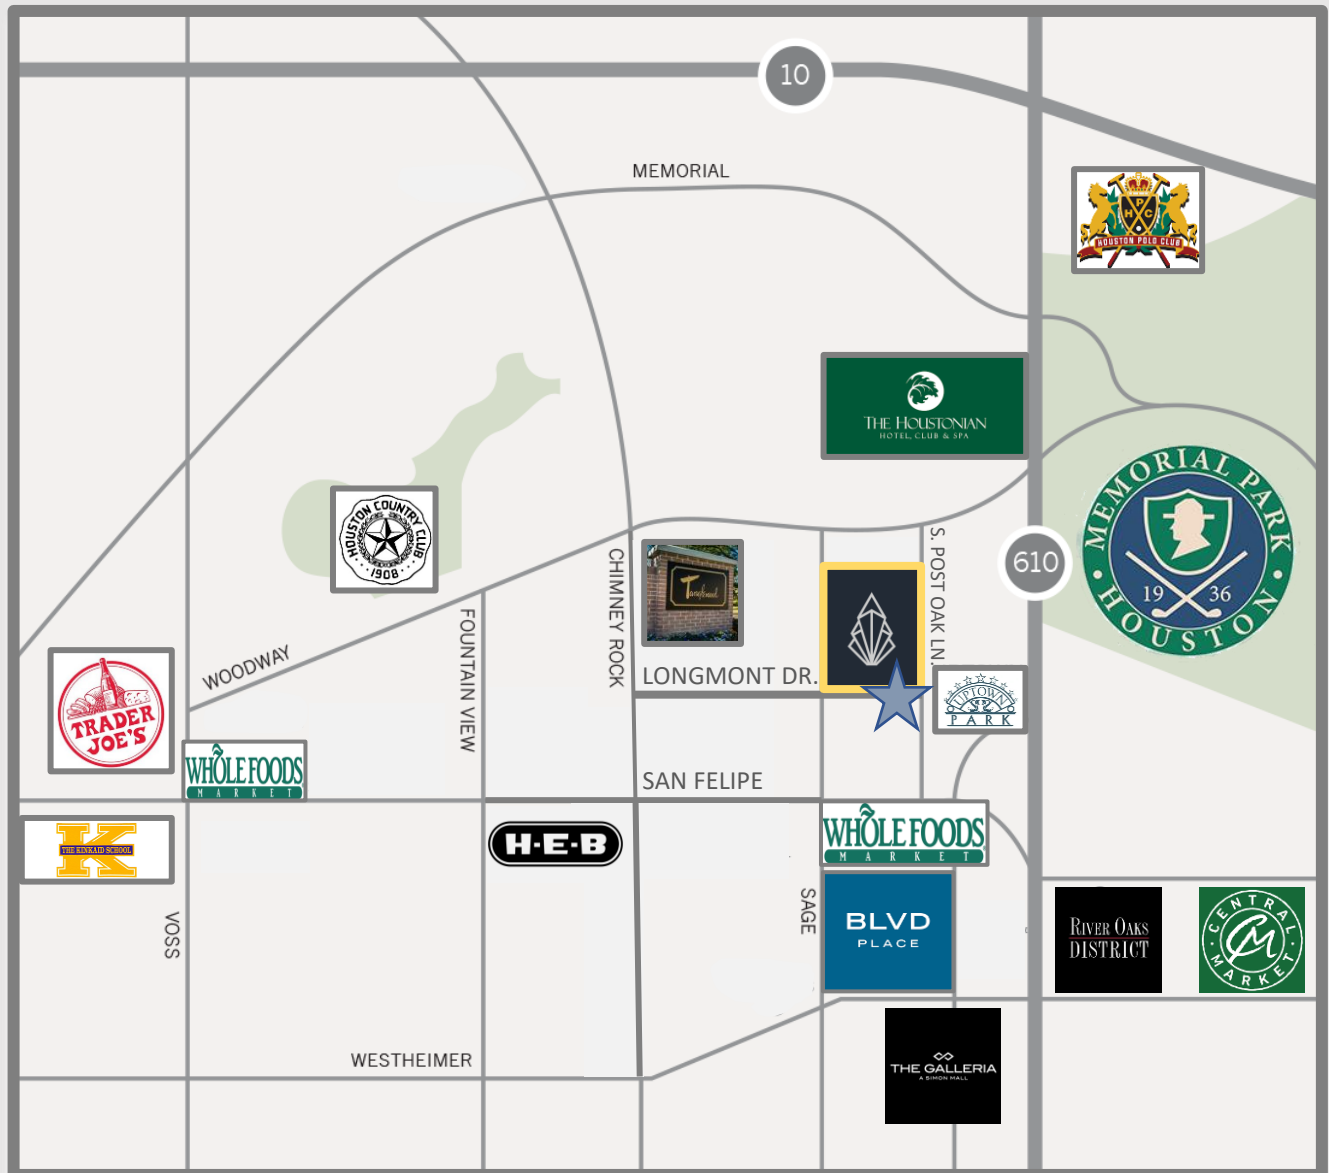 10
MEMORIAL
H P C
HOUSTON POLO CLUB
THE HOUSTONIAN
HOTEL, CLUB & SPA
MEMORIAL PARK
19 36
HOUSTON
HOUSTON COUNTRY CLUB
1908
S. POST OAK LN.
610
CHIMNEY ROCK
Tanglewood
FOUNTAIN VIEW
WOODWAY
LONGMONT DR.
TRADER
JOE'S
UPTOWN
PARK
WHOLE FOODS
MARKET
SAN FELIPE
K
THE KINKAID SCHOOL
H-E-B
WHOLE FOODS
MARKET
VOSS
SAGE
BLVD
PLACE
RIVER OAKS
DISTRICT
CENTRAL
CM
MARKET
WESTHEIMER
THE GALLERIA
A SIMON MALL